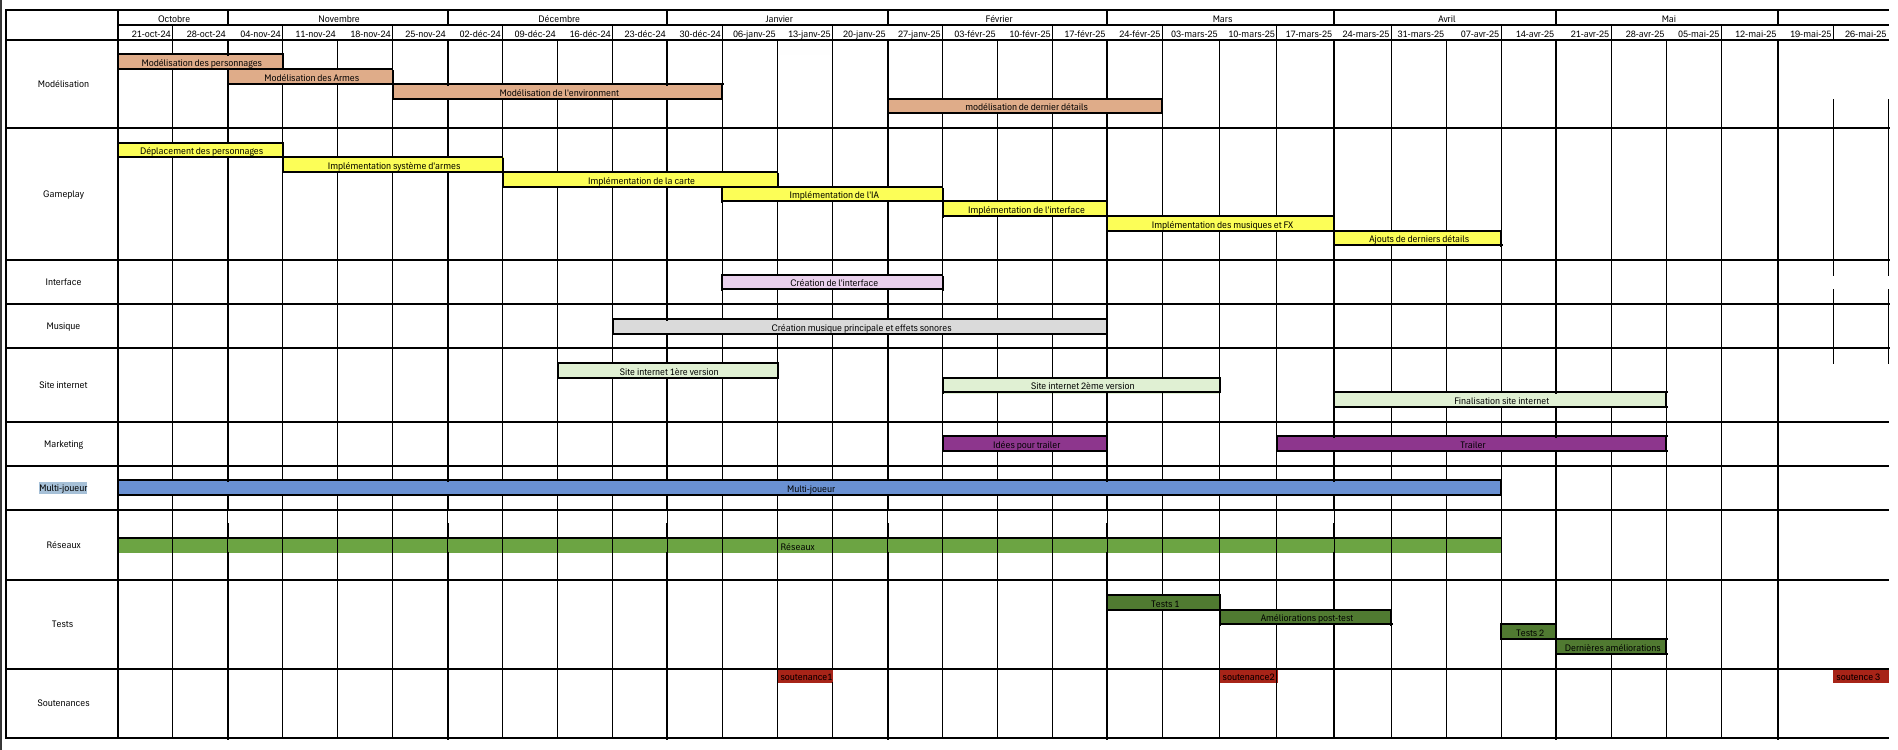 Octobre Novembre Décembre Janvier Février Mars Avril Mai
21-oct-24 28-oct-24 04-nov-24 11-nov-24 18-nov-24 25-nov-24 02-déc-24 09-déc-24 16-déc-24 23-déc-24 30-déc-24 06-janv-25 13-janv-25 20-janv-25 27-janv-25 03-févr-25 10-févr-25 17-févr-25 24-févr-25 03-mars-25 10-mars-25 17-mars-25 24-mars-25 31-mars-25 07-avr-25 14-avr-25 21-avr-25 28-avr-25 05-mai-25 12-mai-25 19-mai-25 26-mai-25
Modélisation
Modélisation des personnages
Modélisation des Armes
Modélisation de l'environment
modélisation de dernier détails
Gameplay
Déplacement des personnages
Implémentation système d'armes
Implémentation de la carte
Implémentation de l'IA
Implémentation de l'interface
Implémentation des musiques et FX
Ajouts de derniers détails
Interface
Création de l'interface
Musique
Création musique principale et effets sonores
Site internet
Site internet 1ère version
Site internet 2ème version
Finalisation site internet
Marketing
Idées pour trailer
Trailer
Multi-joueur
Multi-joueur
Réseaux
Réseaux
Tests
Tests 1
Améliorations post-test
Tests 2
Dernières améliorations
Soutenances
soutenance1
soutenance2
soutence 3